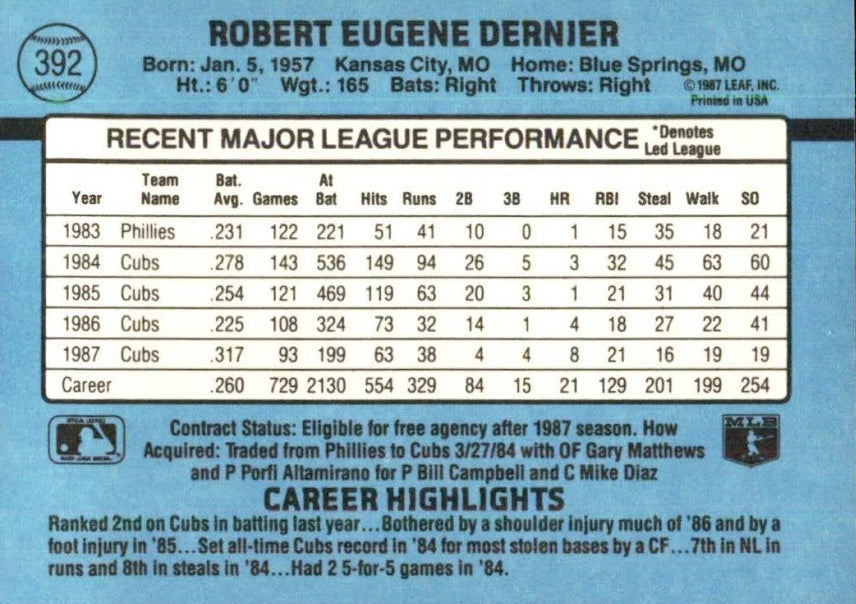 392
ROBERT EUGENE DERNIER
Born: Jan. 5, 1957 Kansas City, MO Home: Blue Springs, MO
Ht.: 6'0" Wgt.: 165 Bats: Right Throws: Right
©1987 LEAF, INC.
Printed in USA
RECENT MAJOR LEAGUE PERFORMANCE
*Denotes
Led League
Year Team Name Bat. Avg. Games At Bat Hits Runs 2B 3B HR RBI Steal Walk SO
1983 Phillies .231 122 221 51 41 10 0 1 15 35 18 21
1984 Cubs .278 143 536 149 94 26 5 3 32 45 63 60
1985 Cubs .254 121 469 119 63 20 3 1 21 31 40 44
1986 Cubs .225 108 324 73 32 14 1 4 18 27 22 41
1987 Cubs .317 93 199 63 38 4 4 8 21 16 19 19
Career .260 729 2130 554 329 84 15 21 129 201 199 254
Contract Status: Eligible for free agency after 1987 season. How
Acquired: Traded from Phillies to Cubs 3/27/84 with OF Gary Matthews
and P Porfi Altamirano for P Bill Campbell and C Mike Diaz
MLB
CAREER HIGHLIGHTS
Ranked 2nd on Cubs in batting last year...Bothered by a shoulder injury much of '86 and by a
foot injury in '85...Set all-time Cubs record in '84 for most stolen bases by a CF...7th in NL in
runs and 8th in steals in '84...Had 2 5-for-5 games in '84.